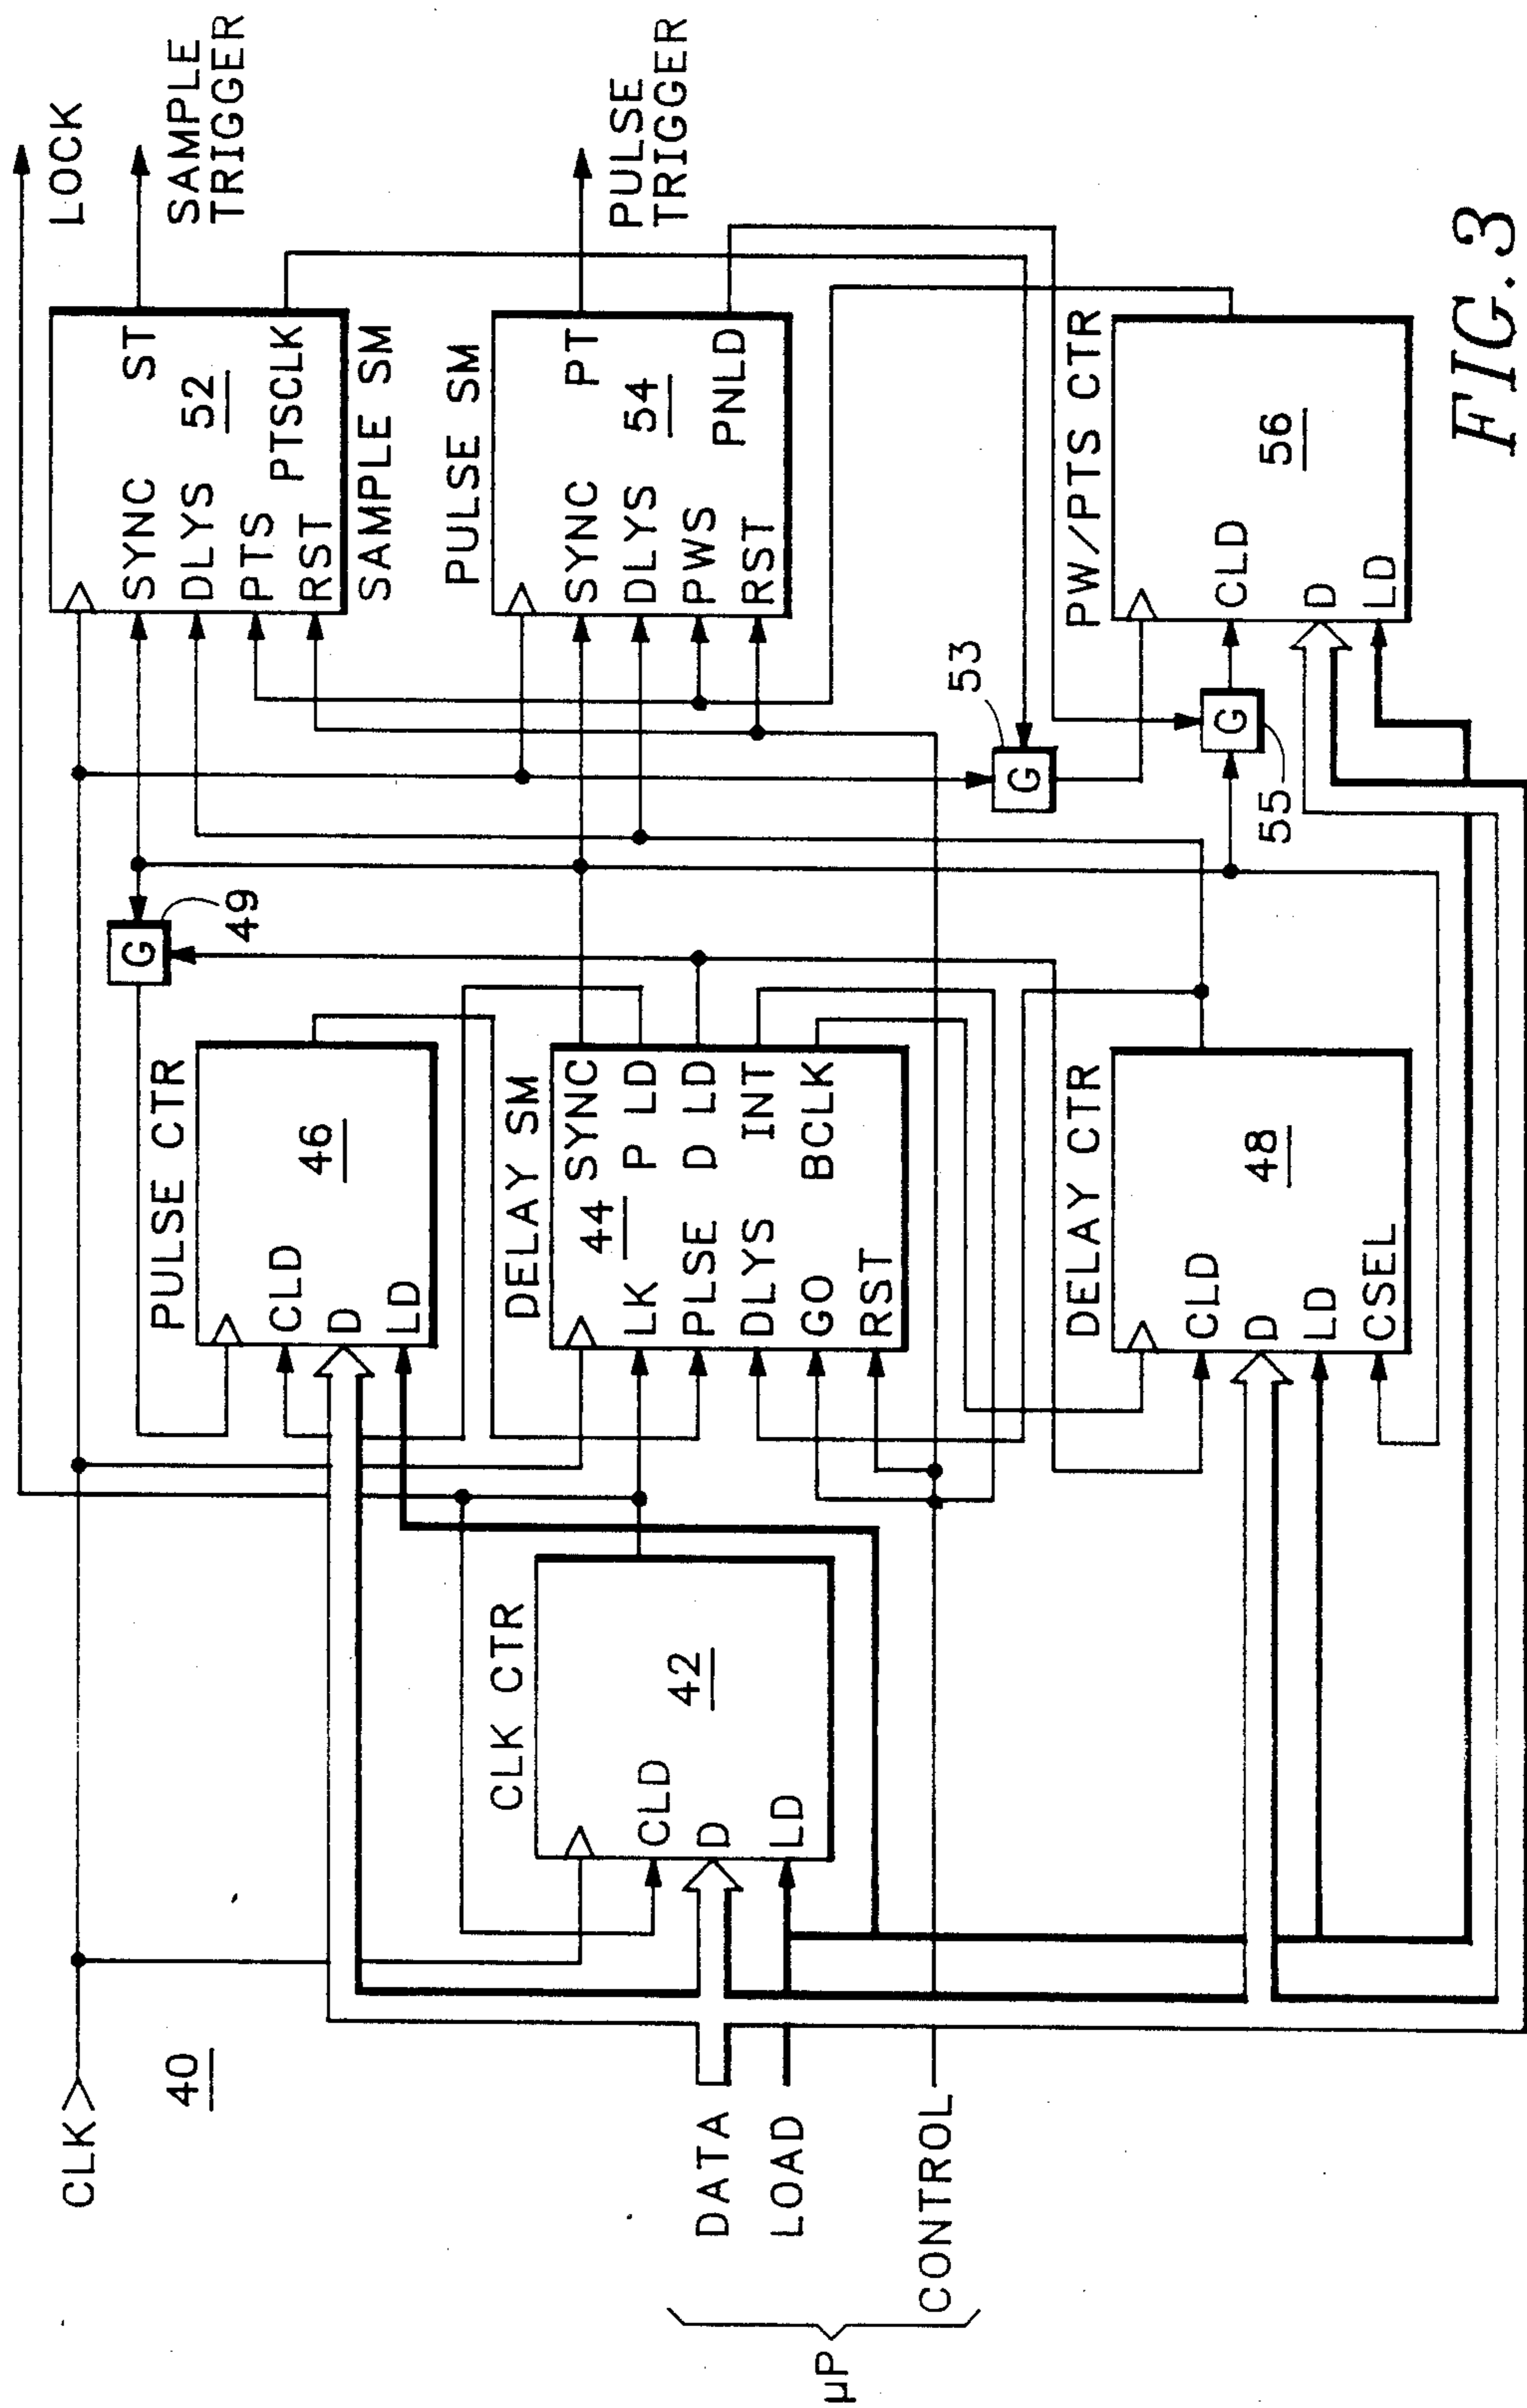 CLK
40
DATA
LOAD
CONTROL
µP
CLK CTR
CLD
D
LD
42
PULSE CTR
CLD
D
LD
46
DELAY SM
SYNC
LK
P LD
44
PLSE
D LD
DLYS
INT
GO
BCLK
RST
DELAY CTR
CLD
D
LD
CSEL
48
G
49
LOCK
SYNC
ST
DLYS
52
PTS
PTSCLK
RST
SAMPLE SM
SAMPLE
TRIGGER
PULSE SM
SYNC
PT
DLYS
54
PWS
PNLD
RST
PULSE
TRIGGER
G
53
G
55
PW/PTS CTR
CLD
D
LD
56
FIG. 3